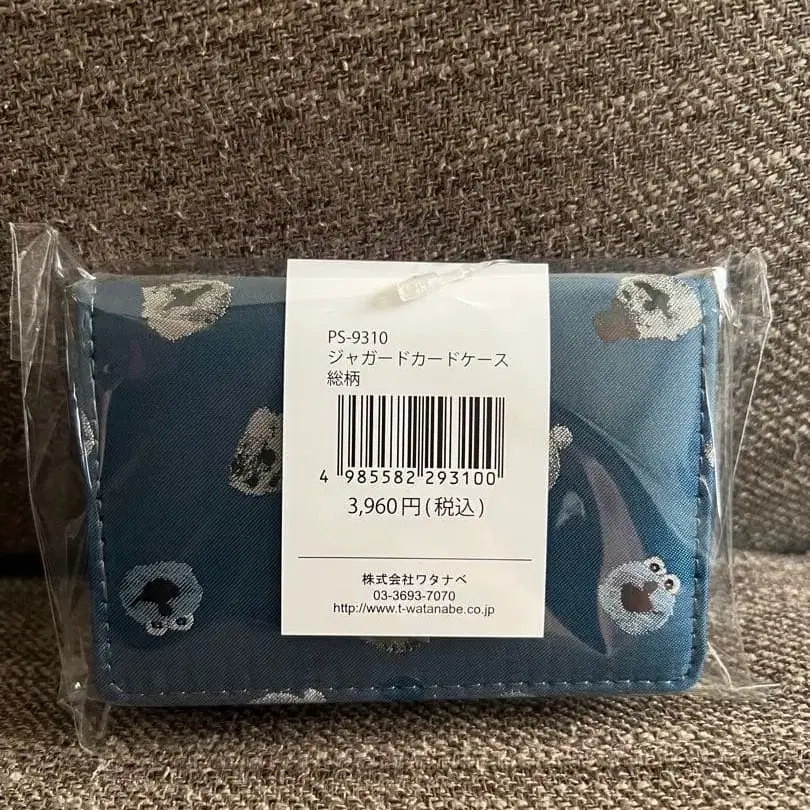 PS-9310
ジャガードカードケース
総柄
4 985582 293100
3,960円(税込)
株式会社ワタナベ
03-3693-7070
http://www.t-watanabe.co.jp